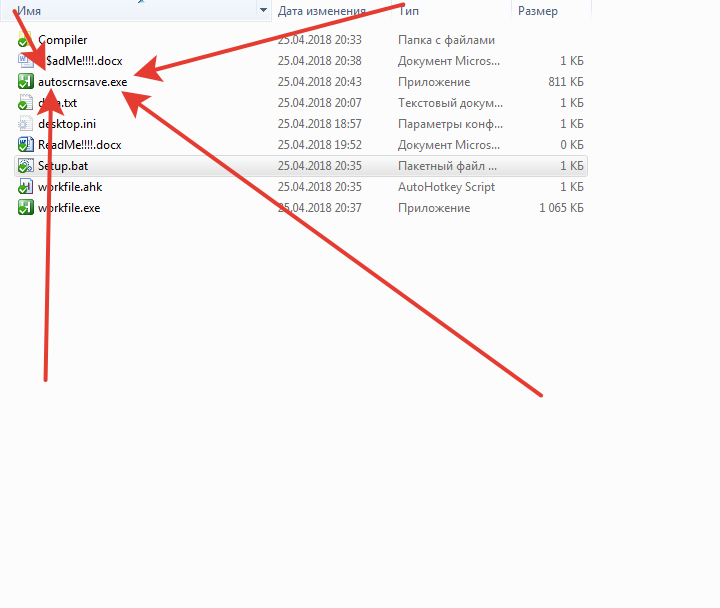 Имя Дата изменения Тип Размер
Compiler 25.04.2018 20:33 Папка с файлами
$adMe!!!!.docx 25.04.2018 20:38 Документ Micros... 1 КБ
autoscrnsave.exe 25.04.2018 20:43 Приложение 811 КБ
25.04.2018 20:07 Текстовый докум... 1 КБ
desktop.ini 25.04.2018 18:57 Параметры конф... 1 КБ
ReadMe!!!!.docx 25.04.2018 19:52 Документ Micros... 0 КБ
Setup.bat 25.04.2018 20:35 Пакетный файл ... 1 КБ
workfile.ahk 25.04.2018 20:35 AutoHotkey Script 1 КБ
workfile.exe 25.04.2018 20:37 Приложение 1 065 КБ